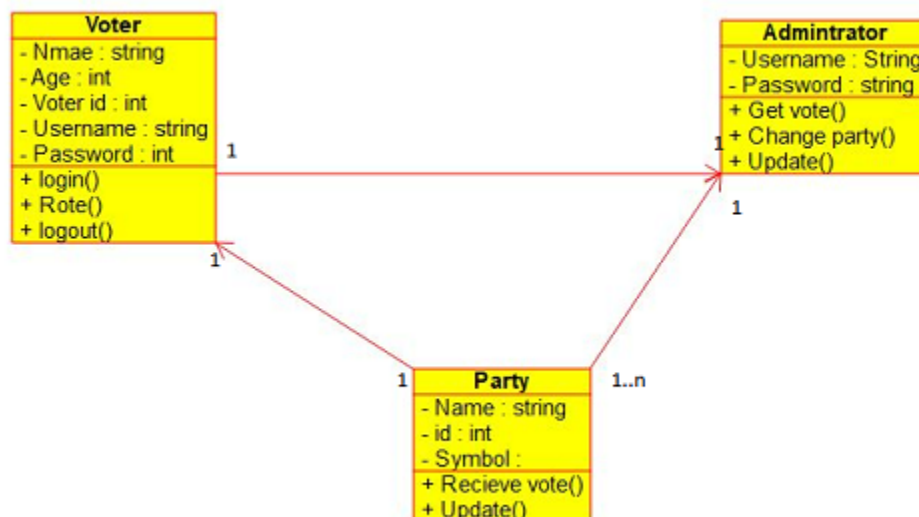 Voter
- Nmae : string
- Age : int
- Voter id : int
- Username : string
- Password : int
+ login()
+ Rote()
+ logout()
Admintrator
- Username : String
- Password : string
+ Get vote()
+ Change party()
+ Update()
1
1
1
1
1
1..n
Party
- Name : string
- id : int
- Symbol :
+ Recieve vote()
+ Update()